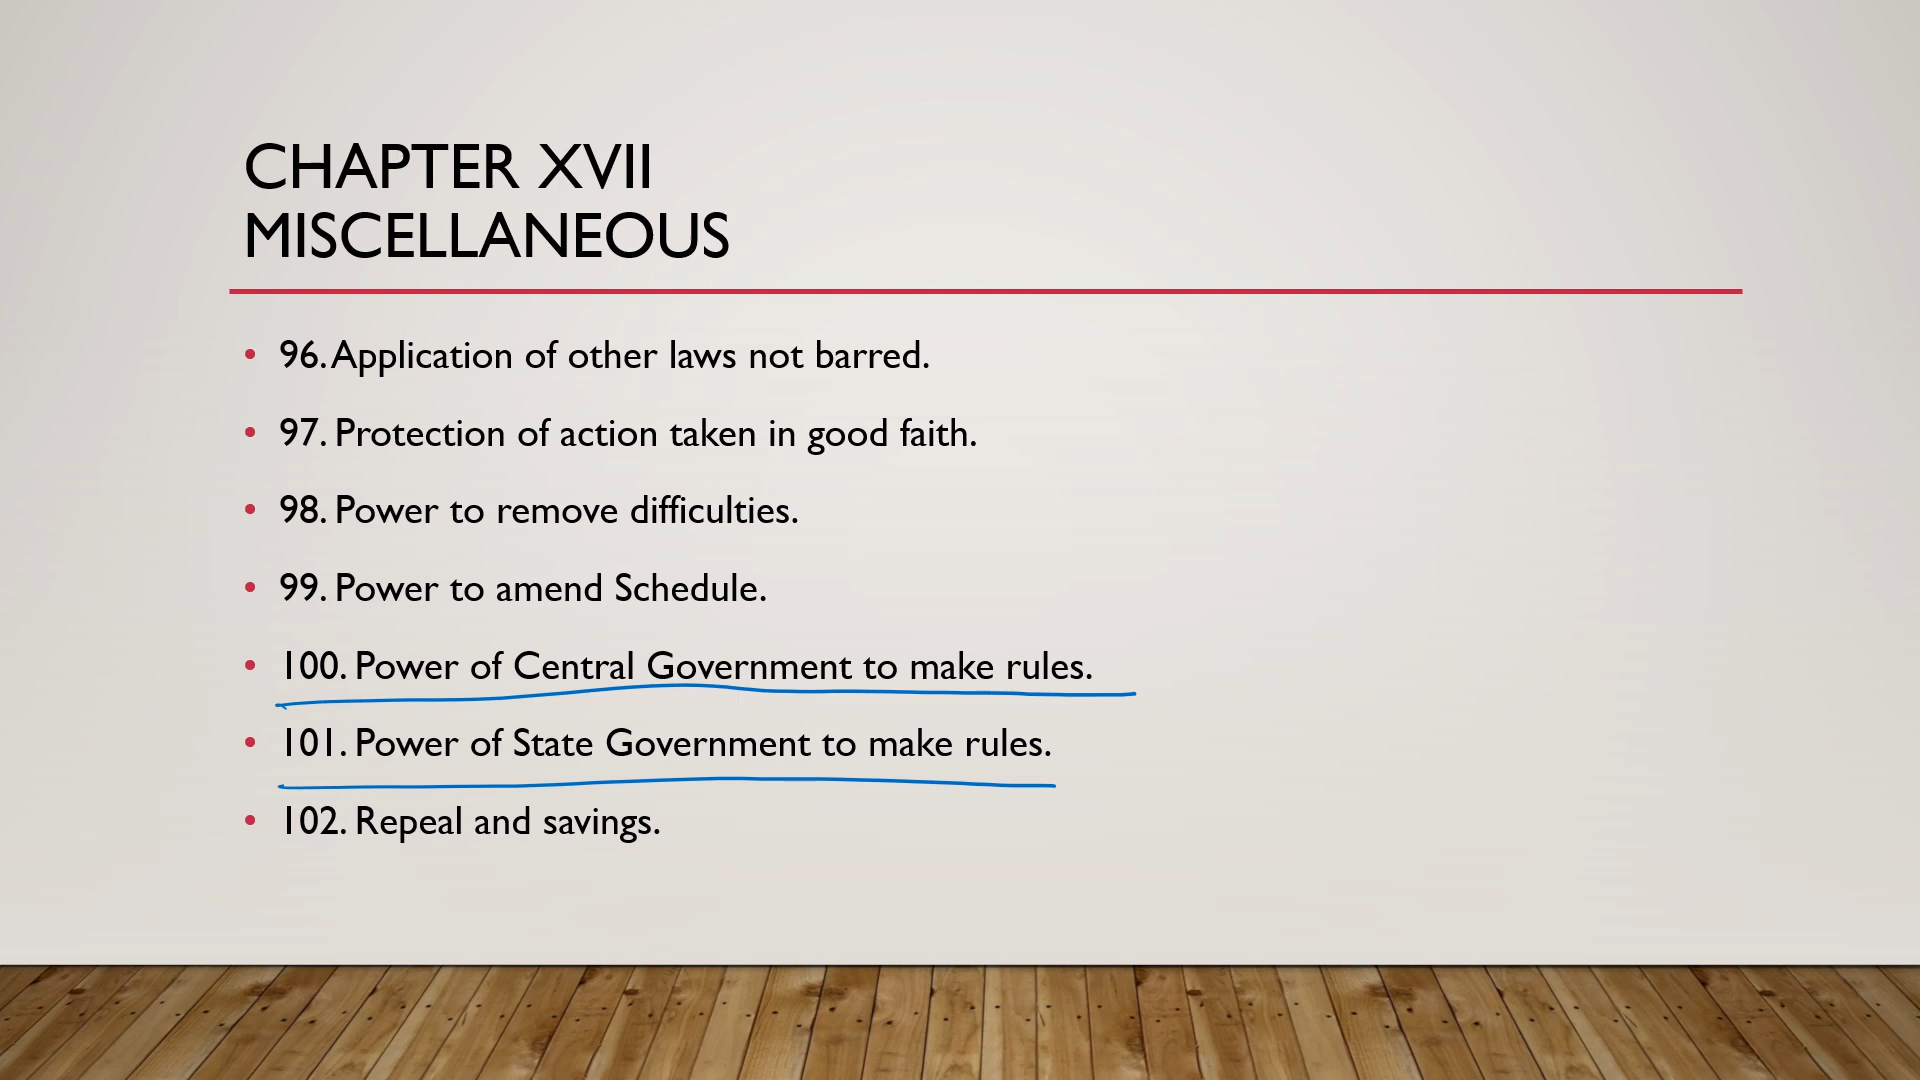 CHAPTER XVII
MISCELLANEOUS
• 96. Application of other laws not barred.
• 97. Protection of action taken in good faith.
• 98. Power to remove difficulties.
• 99. Power to amend Schedule.
• 100. Power of Central Government to make rules.
• 101. Power of State Government to make rules.
• 102. Repeal and savings.